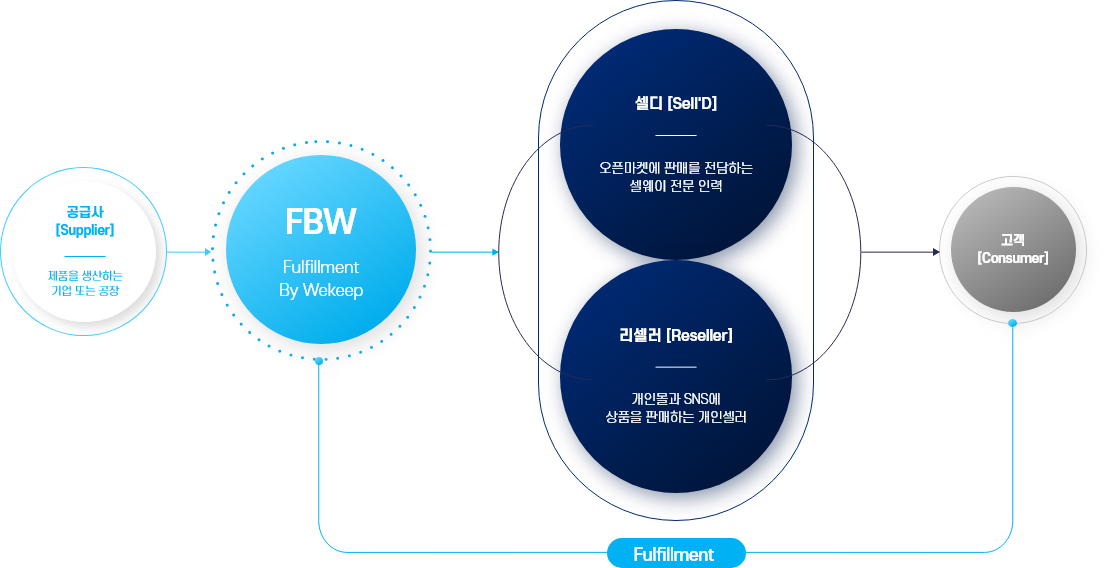 공급사
[Supplier]
제품을 생산하는
기업 또는 공장
FBW
Fulfillment
By Wekeep
셀디 [Sell'D]
오픈마켓에 판매를 전담하는
셀웨이 전문 인력
리셀러 [Reseller]
개인몰과 SNS에
상품을 판매하는 개인셀러
고객
[Consumer]
Fulfillment